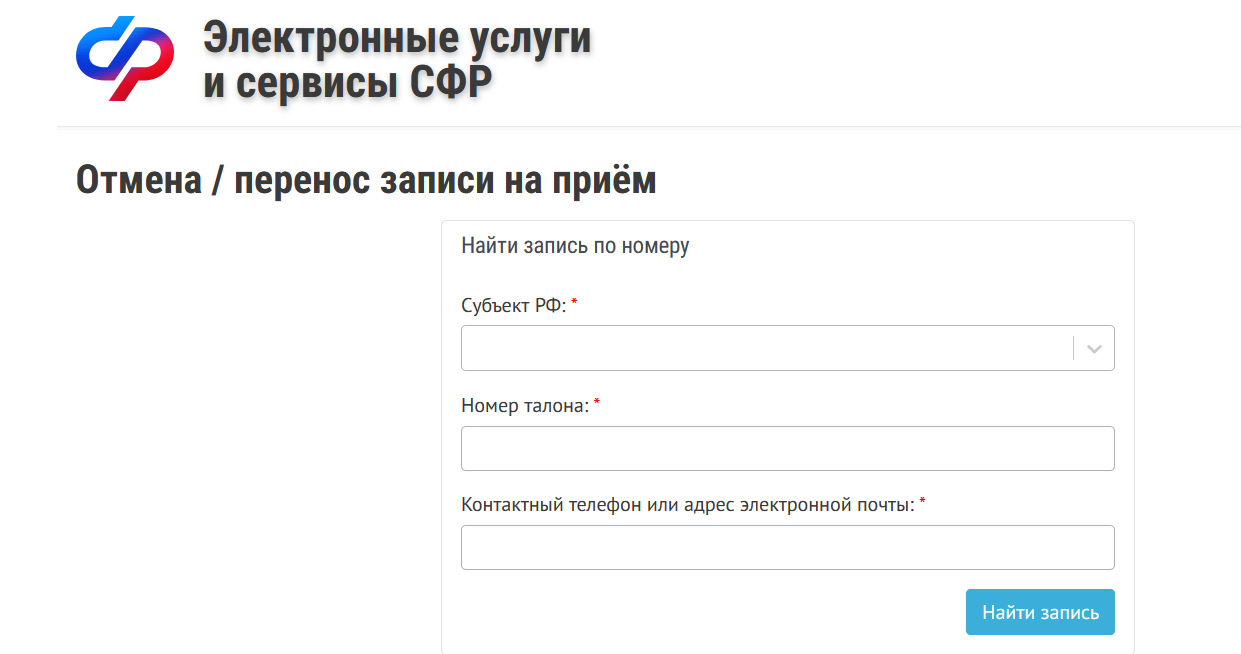 Электронные услуги
и сервисы СФР
Отмена / перенос записи на приём
Найти запись по номеру
Субъект РФ: *
Номер талона: *
Контактный телефон или адрес электронной почты: *
Найти запись